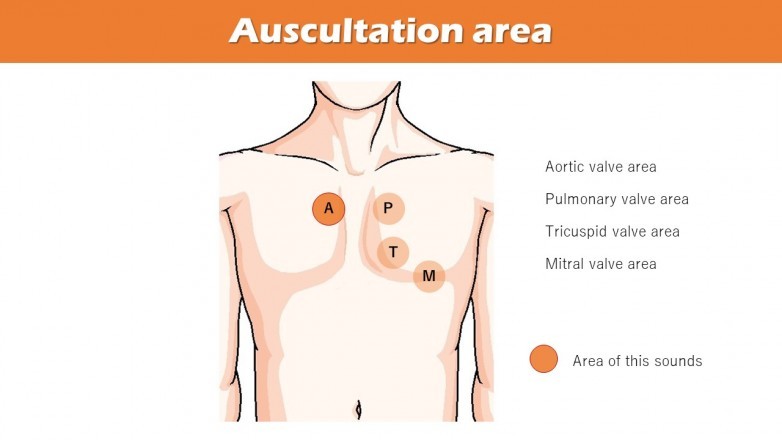 Auscultation area
A
P
T
M
Aortic valve area
Pulmonary valve area
Tricuspid valve area
Mitral valve area
Area of this sounds